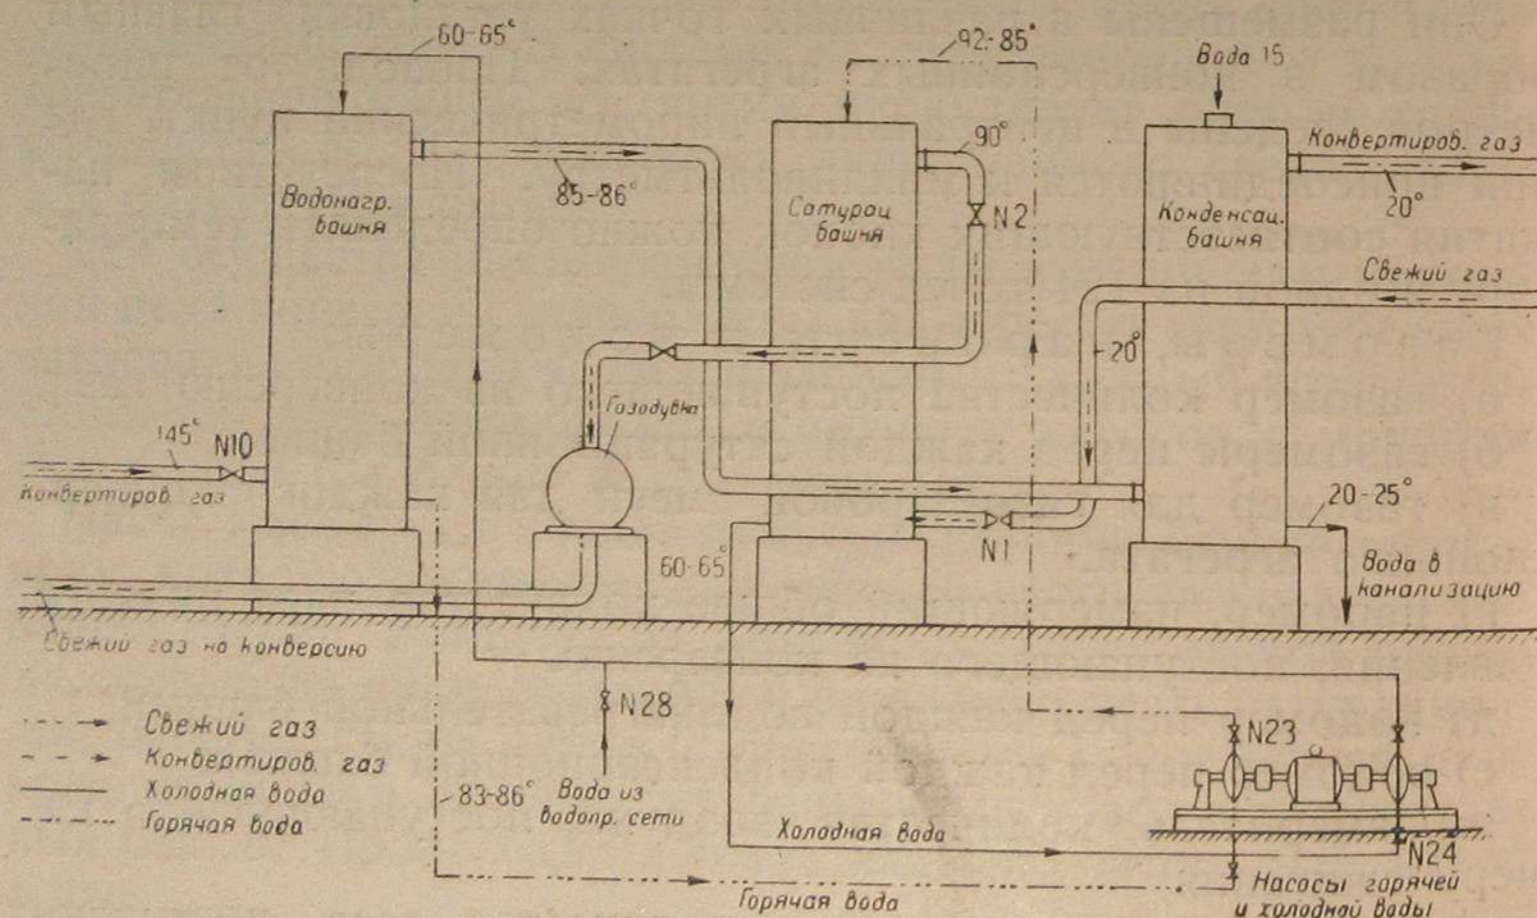 60-65°
92-85°
Вода 15
90°
Конвертиров. газ
20°
Водонагр.
башня
85-86°
Сатурац
башня
N2
Конденсац.
башня
Свежий газ
20°
Газодувка
145°
N10
Конвертиров. газ
20-25°
N1
60-65°
Вода в
канализацию
Свежий газ на конверсию
N28
N23
Свежий газ
Конвертиров. газ
Холодная вода
Горячая вода
83-86°
Вода из
водопр. сети
Холодная вода
N24
Горячая вода
Насосы горячей
и холодной воды